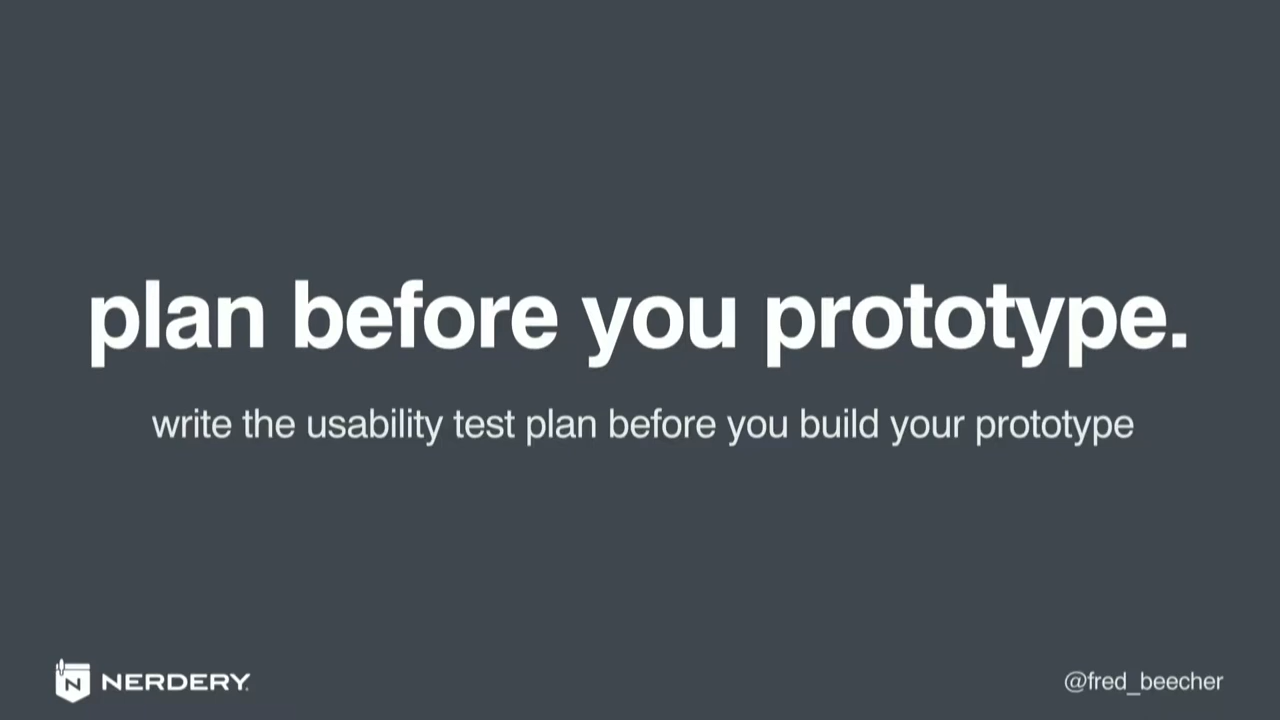 plan before you prototype.
write the usability test plan before you build your prototype
N NERDERY
@fred_beecher